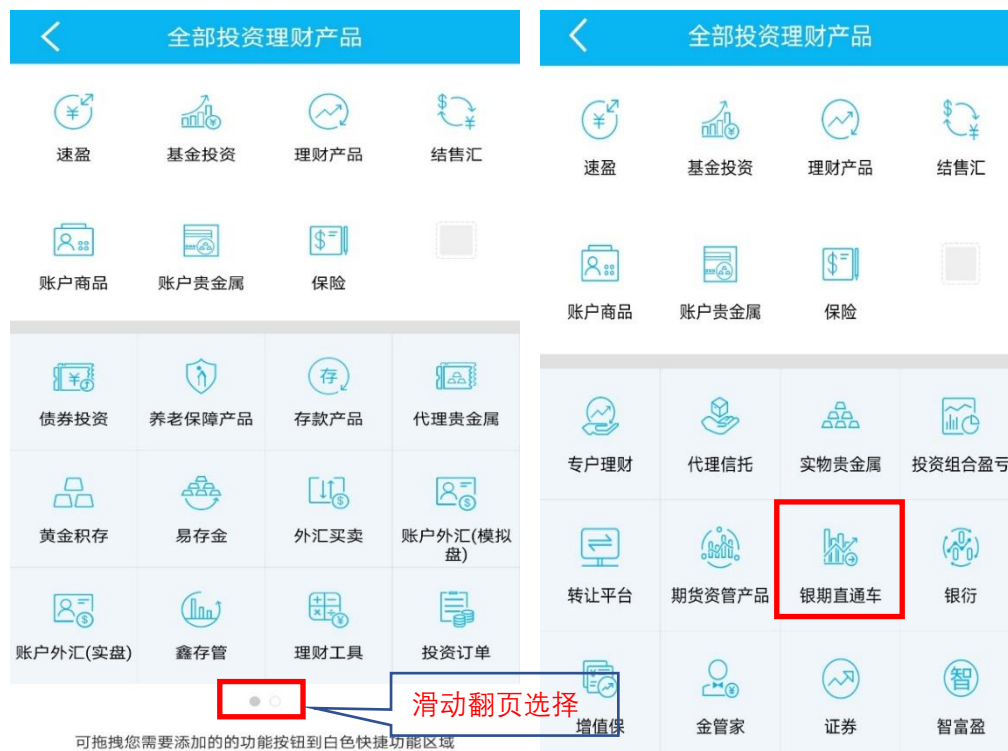 全部投资理财产品
速盈 基金投资 理财产品 结售汇
账户商品 账户贵金属 保险
债券投资 养老保障产品 存款产品 代理贵金属
黄金积存 易存金 外汇买卖 账户外汇(模拟
盘)
账户外汇(实盘) 鑫存管 理财工具 投资订单
滑动翻页选择
可拖拽您需要添加的的功能按钮到白色快捷功能区域
全部投资理财产品
速盈 基金投资 理财产品 结售汇
账户商品 账户贵金属 保险
专户理财 代理信托 实物贵金属 投资组合盈亏
转让平台 期货资管产品 银期直通车 银衍
增值保 金管家 证券 智富盈